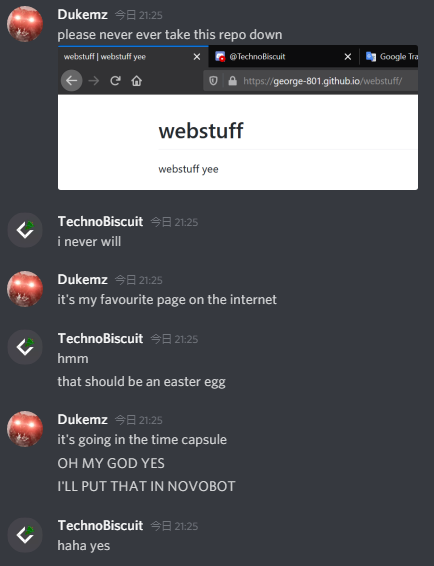 Dukemz 今日 21:25
please never ever take this repo down
webstuff | webstuff yee
@TechnoBiscuit
Google Tra
https://george-801.github.io/webstuff/
webstuff
webstuff yee
TechnoBiscuit 今日 21:25
i never will
Dukemz 今日 21:25
it's my favourite page on the internet
TechnoBiscuit 今日 21:25
hmm
that should be an easter egg
Dukemz 今日 21:25
it's going in the time capsule
OH MY GOD YES
I'LL PUT THAT IN NOVOBOT
TechnoBiscuit 今日 21:25
haha yes